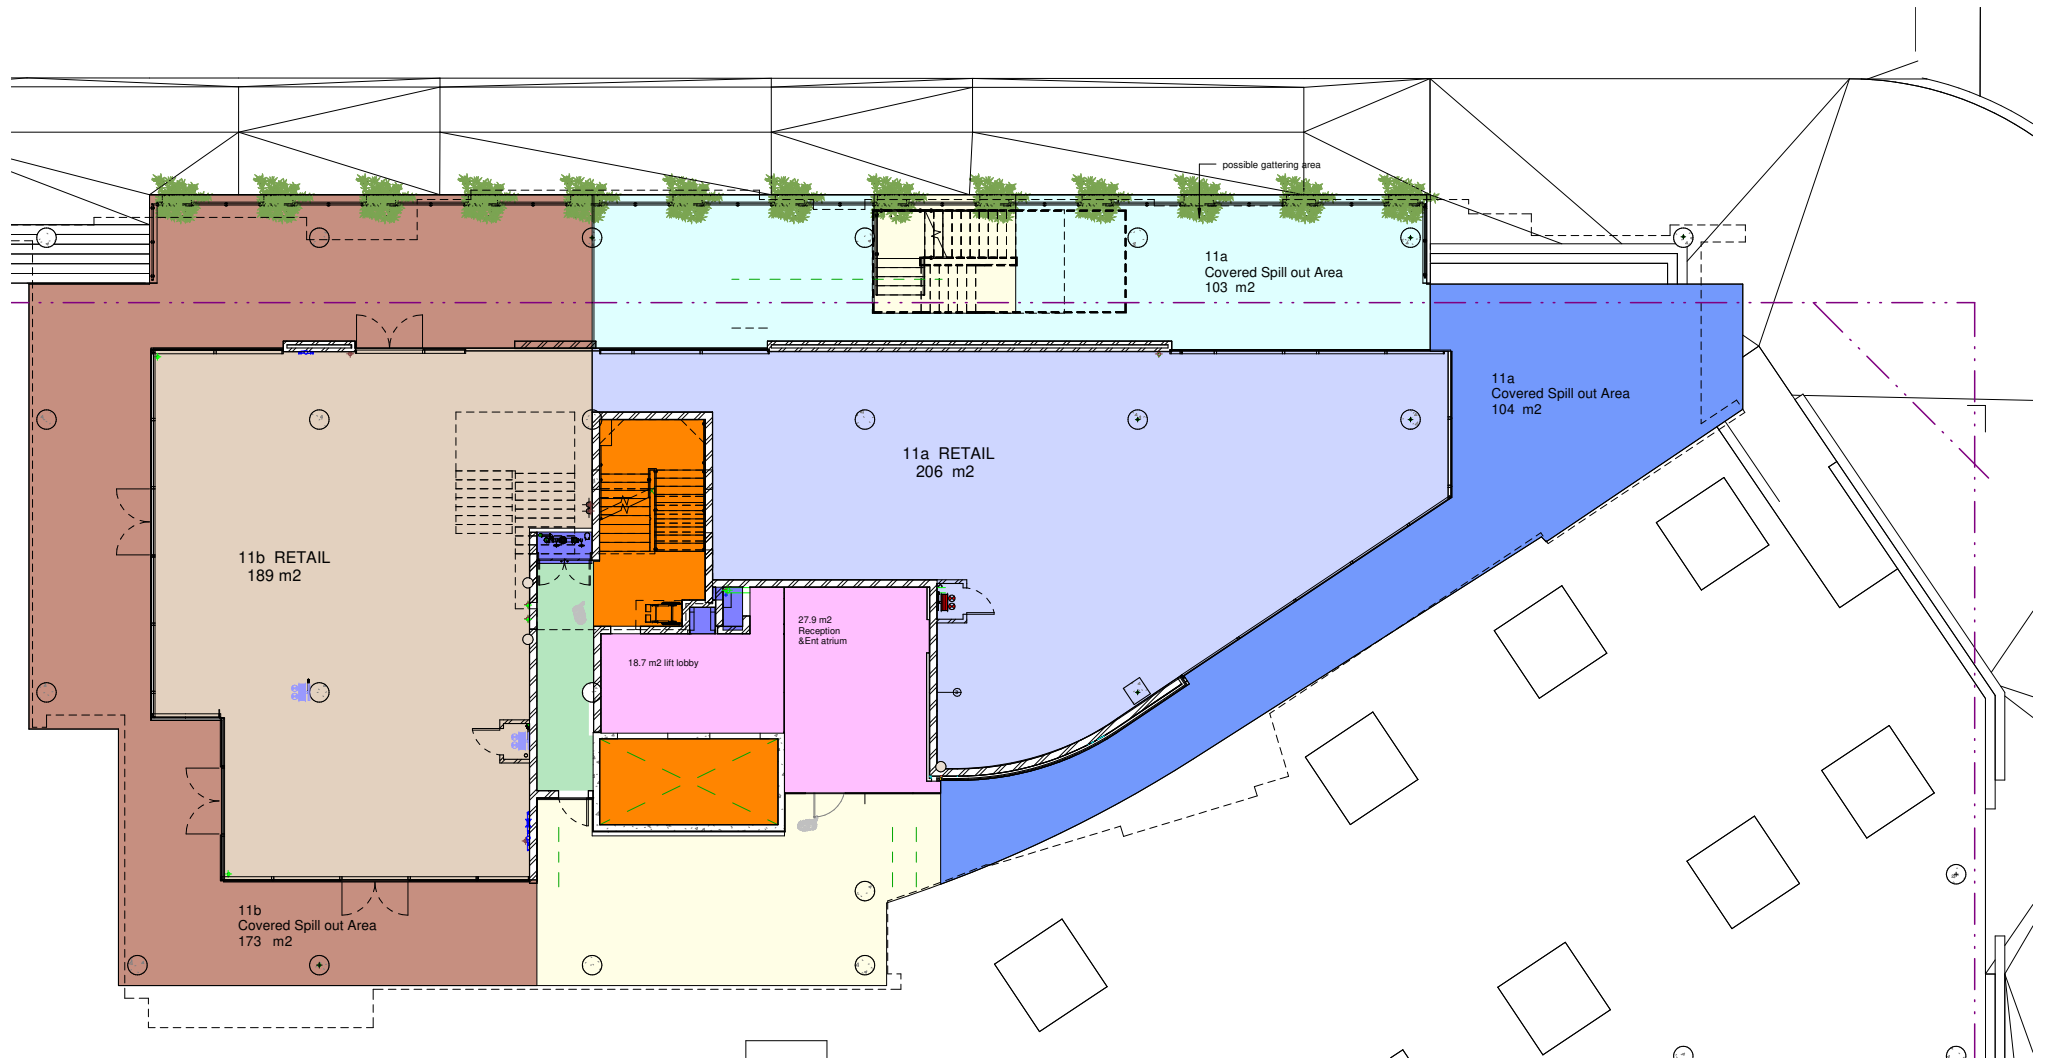 possible gattering area
11a
Covered Spill out Area
103 m2
11a
Covered Spill out Area
104 m2
11a RETAIL
206 m2
11b RETAIL
189 m2
27.9 m2
Reception
&Ent atrium
18.7 m2 lift lobby
11b
Covered Spill out Area
173 m2